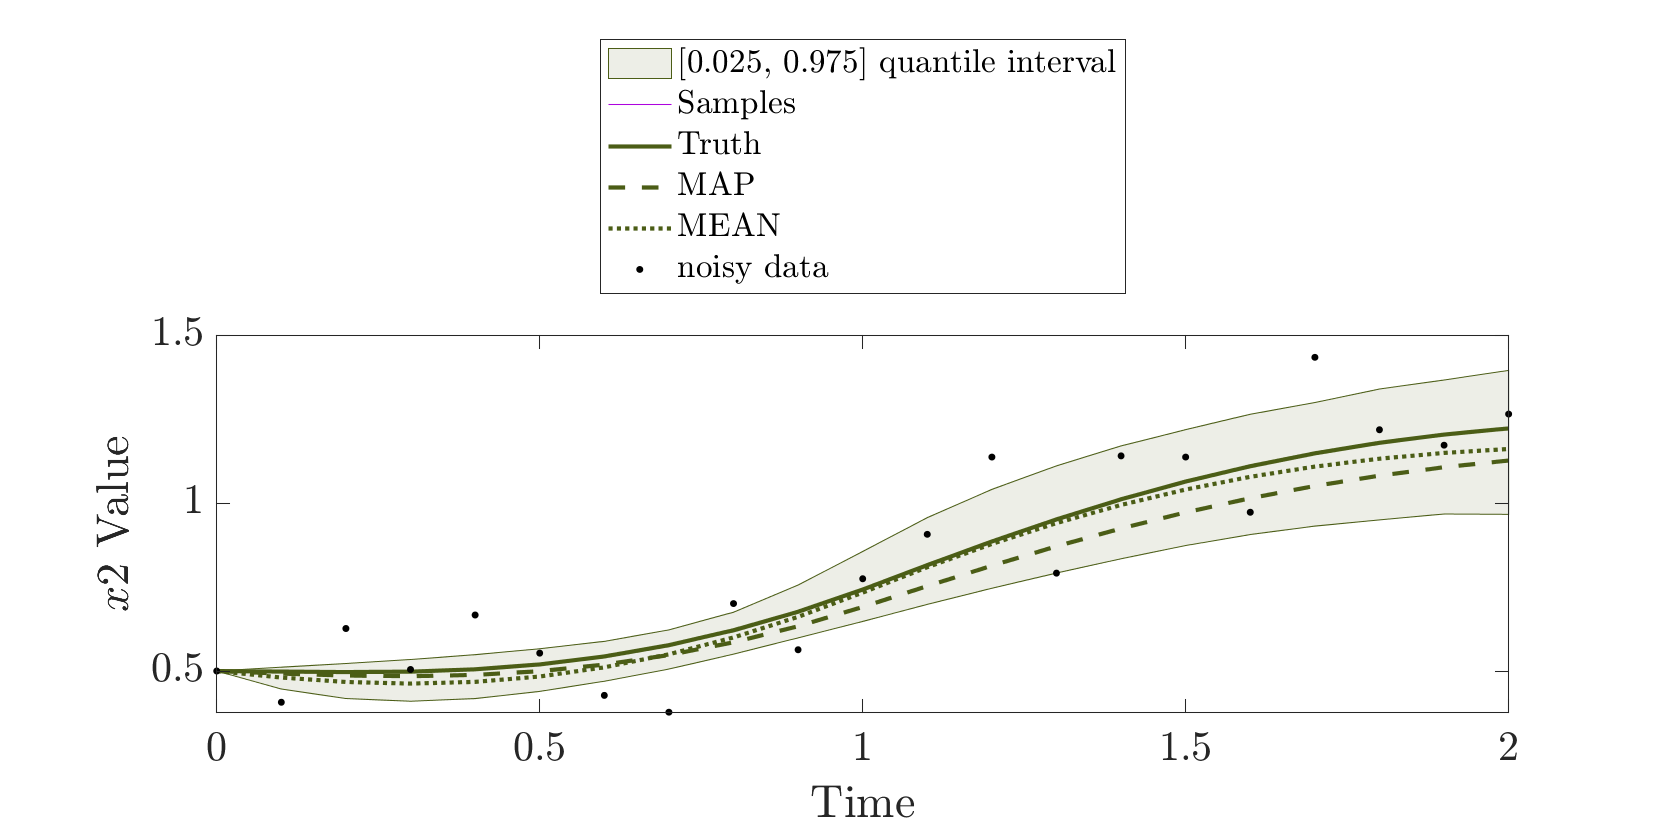 [0.025, 0.975] quantile interval
Samples
Truth
MAP
MEAN
noisy data
1.5
1
0.5
x2 Value
0 0.5 1 1.5 2
Time